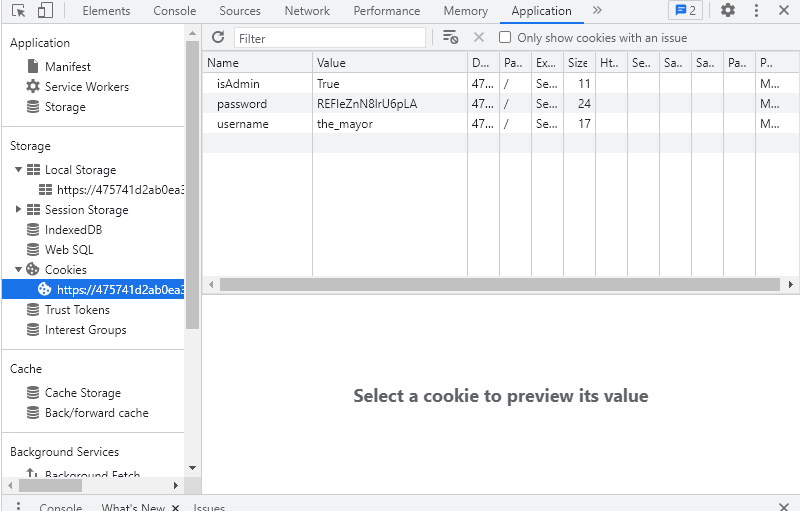 Elements Console Sources Network Performance Memory Application 2
Filter Only show cookies with an issue
Application
Manifest
Service Workers
Storage
Storage
Local Storage
https://475741d2ab0ea3
Session Storage
IndexedDB
Web SQL
Cookies
https://475741d2ab0ea3
Trust Tokens
Interest Groups
Cache
Cache Storage
Back/forward cache
Background Services
Background Fetch
Name Value D... Pa.. Ex... Size Ht.. Se.. Sa.. Sa.. Pa.. P..
isAdmin True 47... / Se... 11 M...
password REFIeZnN8IrU6pLA 47... / Se... 24 M...
username the_mayor 47... / Se... 17 M...
Select a cookie to preview its value
Console What's New Issues